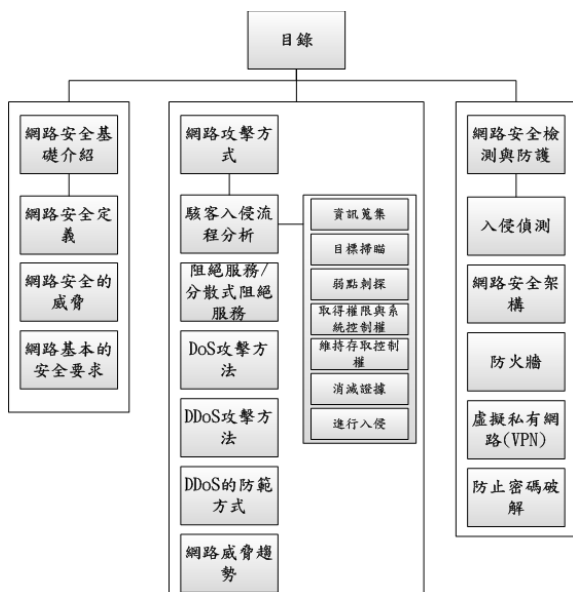 目錄
網路安全基
礎介紹
網路安全定
義
網路安全的
威脅
網路基本的
安全要求
網路攻擊方
式
駭客入侵流
程分析
阻絕服務/
分散式阻絕
服務
DoS攻擊方
法
DDoS攻擊方
法
DDoS的防範
方式
網路威脅趨
勢
資訊蒐集
目標掃瞄
弱點刺探
取得權限與系
統控制權
維持存取控制
權
消滅證據
進行入侵
網路安全檢
測與防護
入侵偵測
網路安全架
構
防火牆
虛擬私有網
路(VPN)
防止密碼破
解